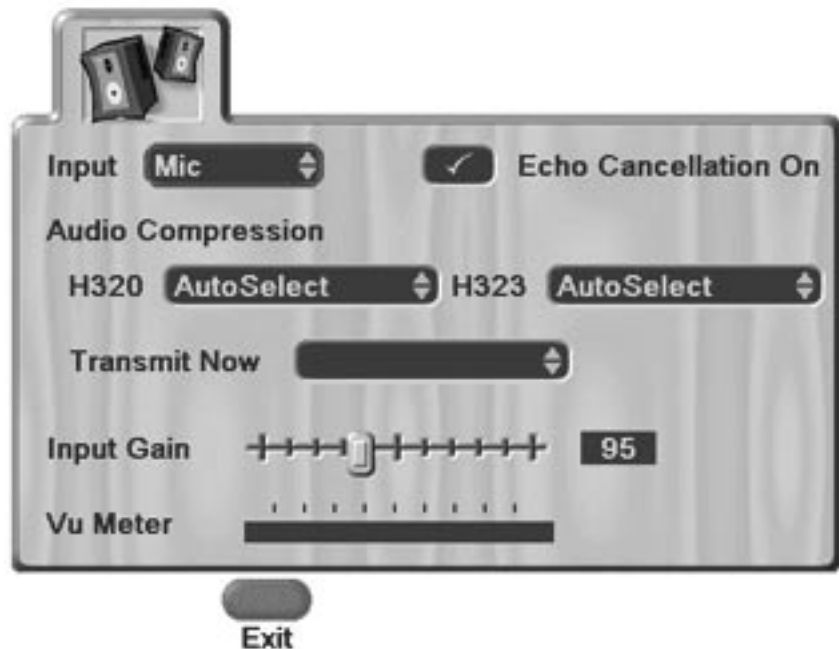 Input Mic ✓ Echo Cancellation On
Audio Compression
H320 AutoSelect H323 AutoSelect
Transmit Now
Input Gain 95
Vu Meter
Exit